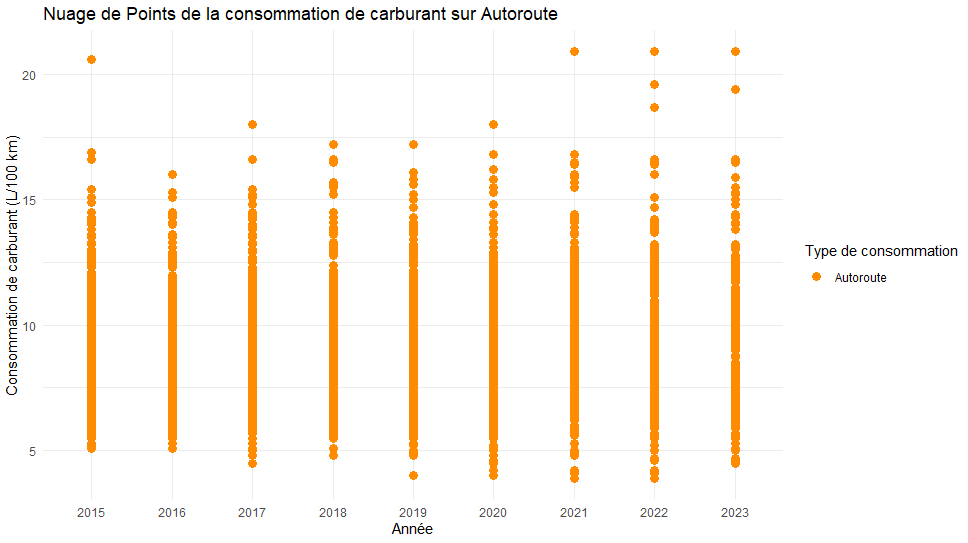 Nuage de Points de la consommation de carburant sur Autoroute
Consommation de carburant (L/100 km)
20
15
10
5
2015 2016 2017 2018 2019 2020 2021 2022 2023
Année
Type de consommation
Autoroute